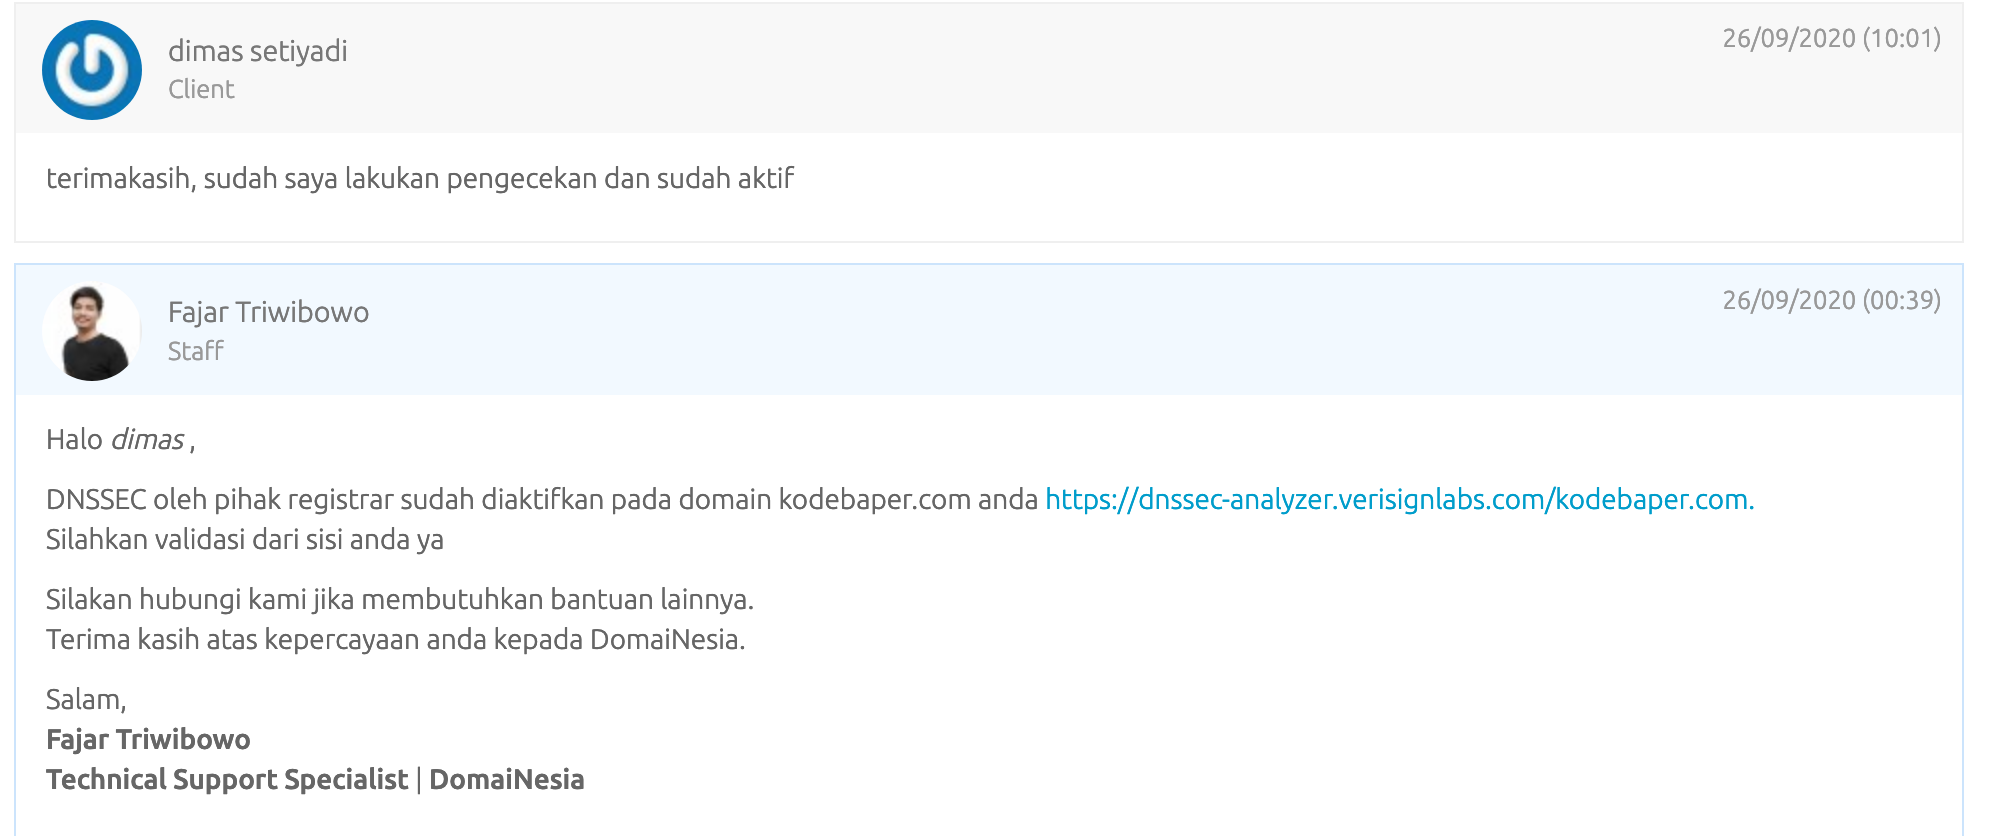 dimas setiyadi
26/09/2020 (10:01)
Client
terimakasih, sudah saya lakukan pengecekan dan sudah aktif
Fajar Triwibowo
26/09/2020 (00:39)
Staff
Halo dimas ,
DNSSEC oleh pihak registrar sudah diaktifkan pada domain kodebaper.com anda https://dnssec-analyzer.verisignlabs.com/kodebaper.com.
Silahkan validasi dari sisi anda ya
Silakan hubungi kami jika membutuhkan bantuan lainnya.
Terima kasih atas kepercayaan anda kepada DomaiNesia.
Salam,
Fajar Triwibowo
Technical Support Specialist | DomaiNesia